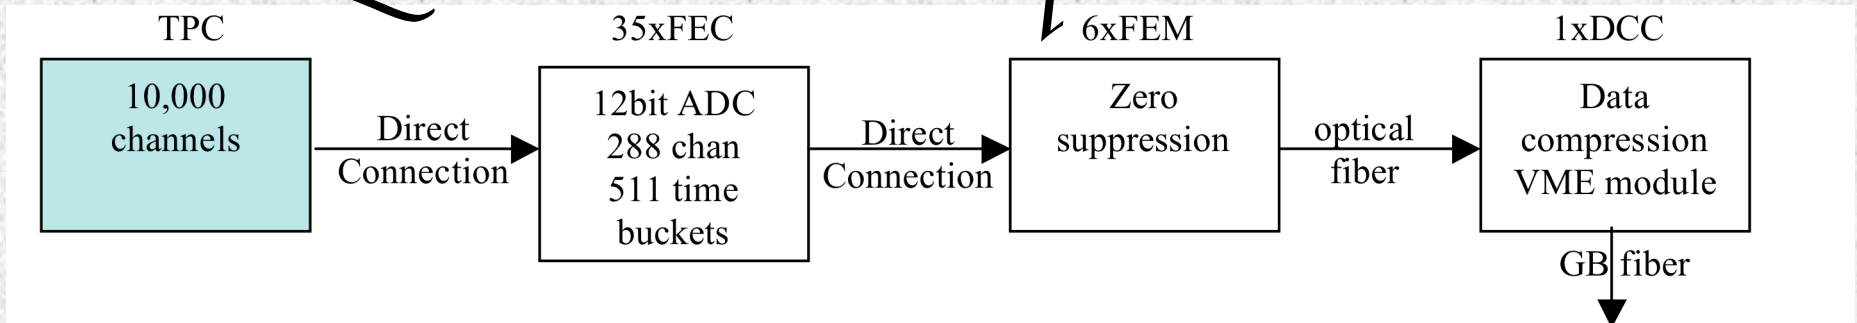 TPC
10,000
channels
Direct
Connection
35xFEC
12bit ADC
288 chan
511 time
buckets
Direct
Connection
6xFEM
Zero
suppression
optical
fiber
1xDCC
Data
compression
VME module
GB fiber